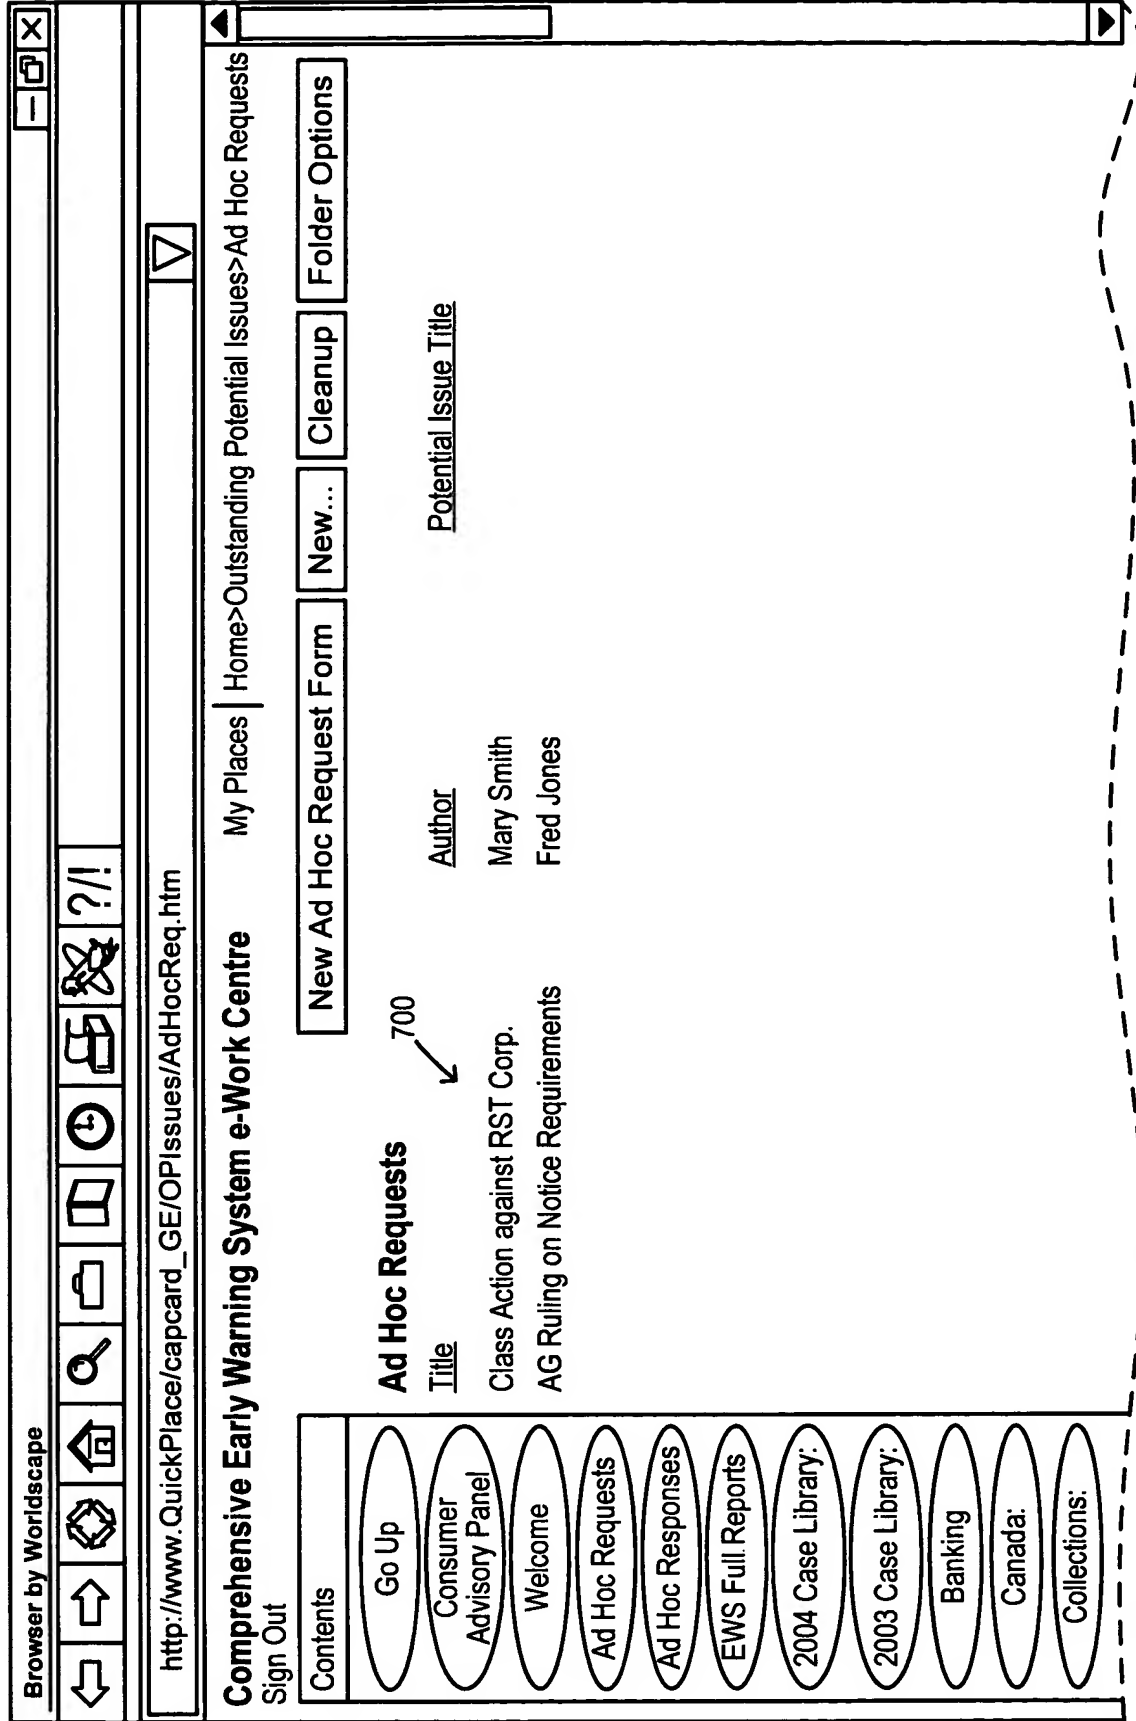 Browser by Worldscape
?/!
http://www.QuickPlace/capcard_GE/OPIssues/AdHocReq.htm
Comprehensive Early Warning System e-Work Centre
My Places | Home>Outstanding Potential Issues>Ad Hoc Requests
Sign Out
New Ad Hoc Request Form
New...
Cleanup
Folder Options
Contents
Go Up
Consumer
Advisory Panel
Welcome
Ad Hoc Requests
Ad Hoc Responses
EWS Full Reports
2004 Case Library:
2003 Case Library:
Banking
Canada:
Collections:
Ad Hoc Requests
700
Title Author Potential Issue Title
Class Action against RST Corp. Mary Smith
AG Ruling on Notice Requirements Fred Jones